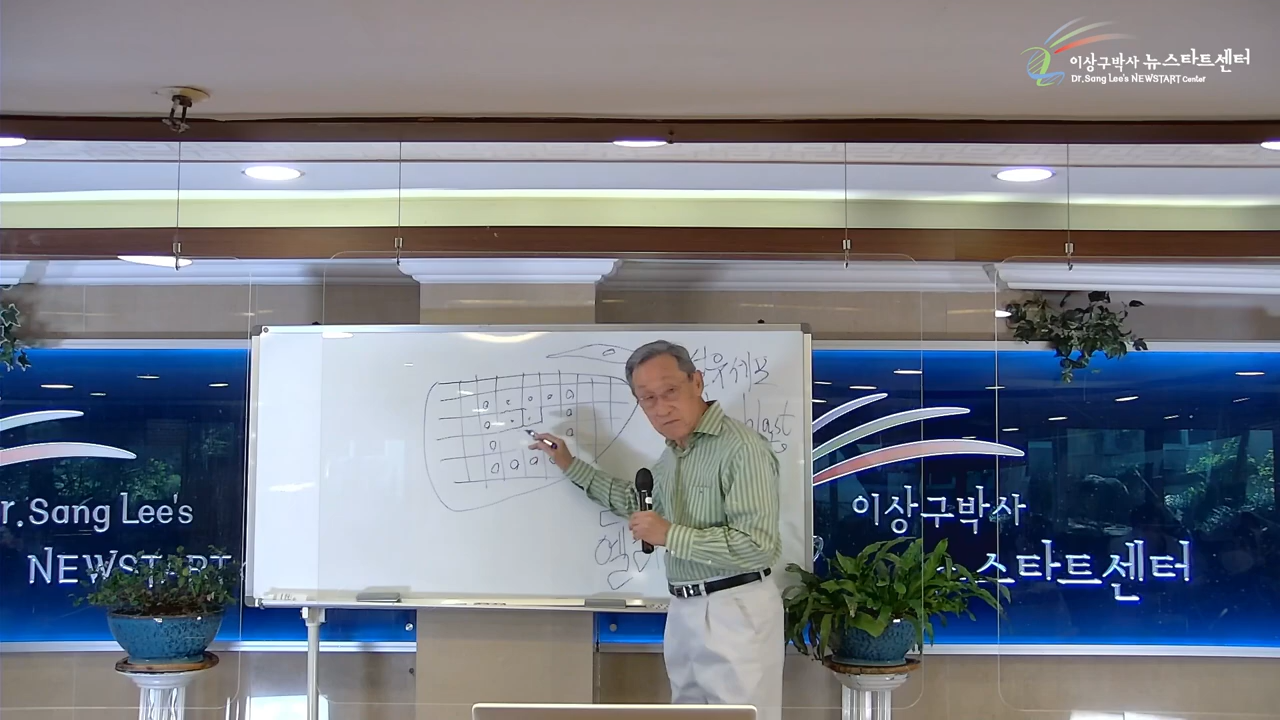 이상구박사 뉴스타트센터
Dr.Sang Lee's NEWSTART Center
섬유세포
blast
r.Sang Lee's
NEWSTART
이상구박사
뉴스타트센터